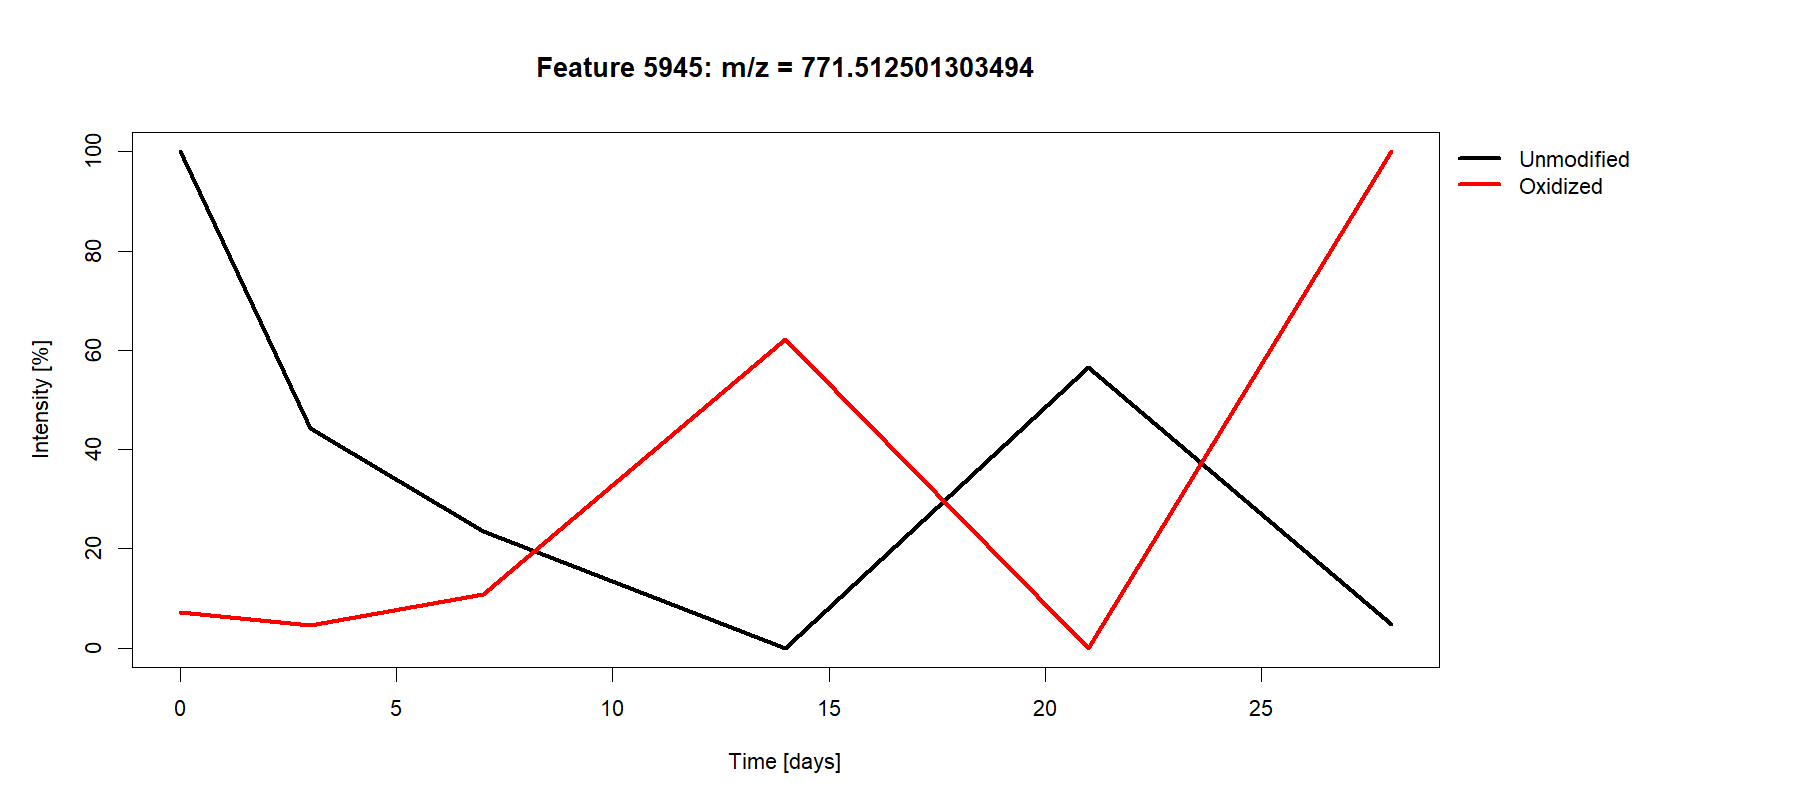 Feature 5945: m/z = 771.512501303494
Unmodified
Oxidized
Intensity [%]
100
80
60
40
20
0
0 5 10 15 20 25
Time [days]